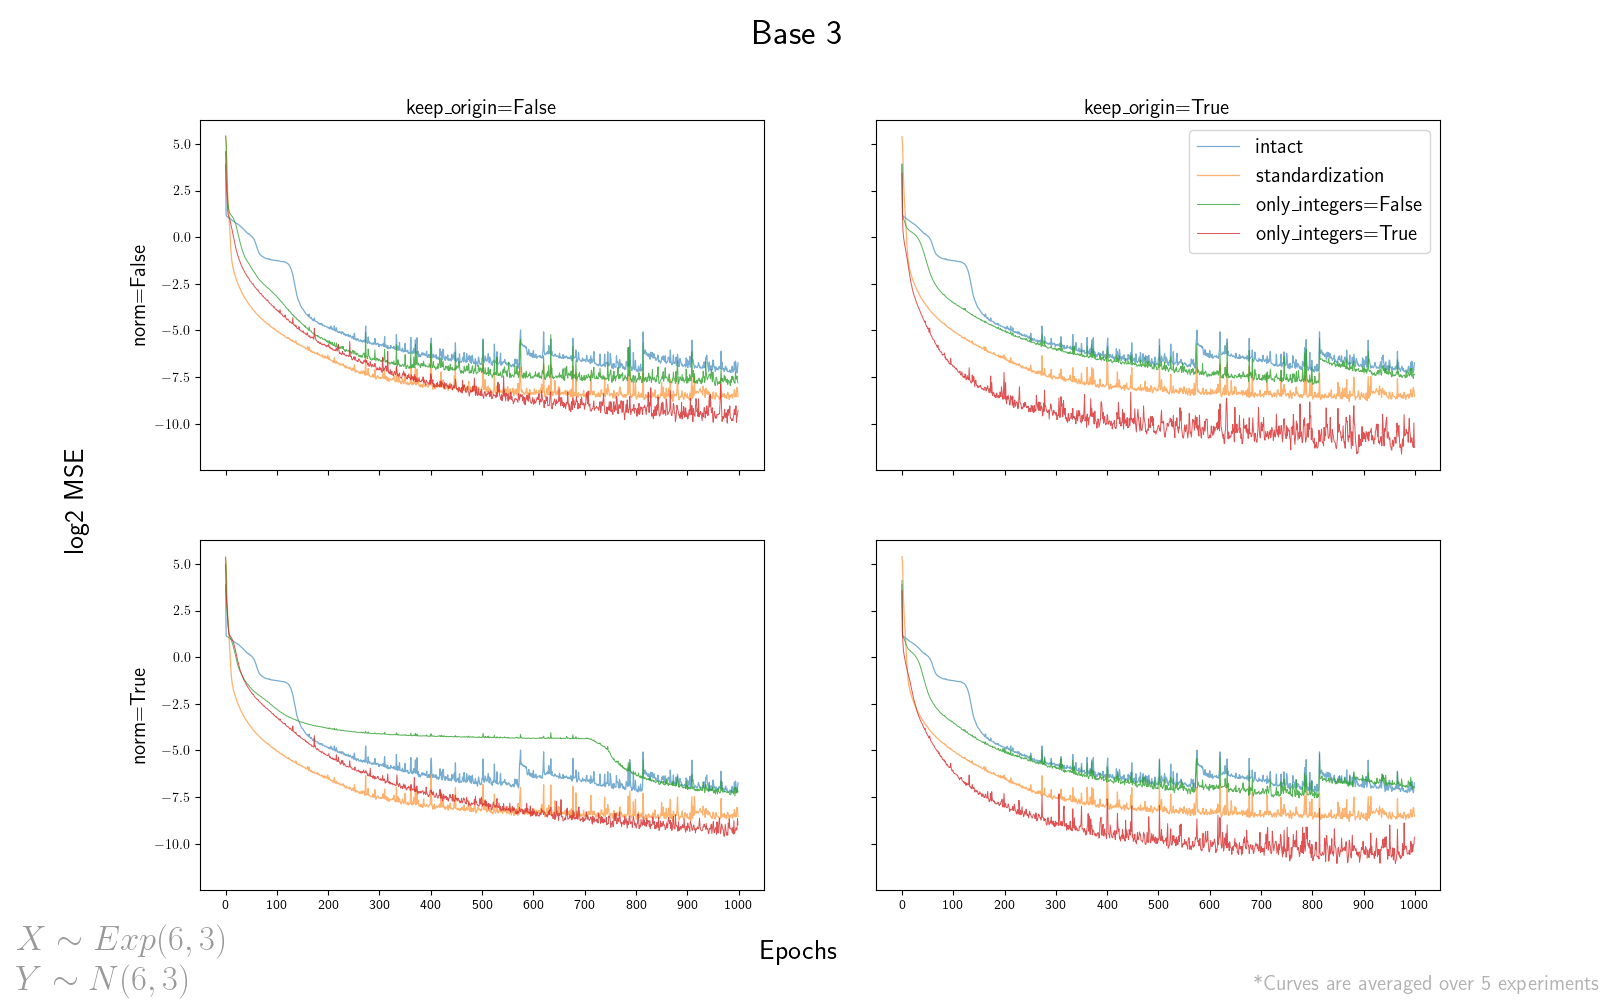 Base 3
keep_origin=False
keep_origin=True
norm=False
5.0
2.5
0.0
−2.5
−5.0
−7.5
−10.0
intact
standardization
only_integers=False
only_integers=True
log2 MSE
norm=True
5.0
2.5
0.0
−2.5
−5.0
−7.5
−10.0
0 100 200 300 400 500 600 700 800 900 1000
0 100 200 300 400 500 600 700 800 900 1000
Epochs
X ∼ Exp(6, 3)
Y ∼ N(6, 3)
*Curves are averaged over 5 experiments